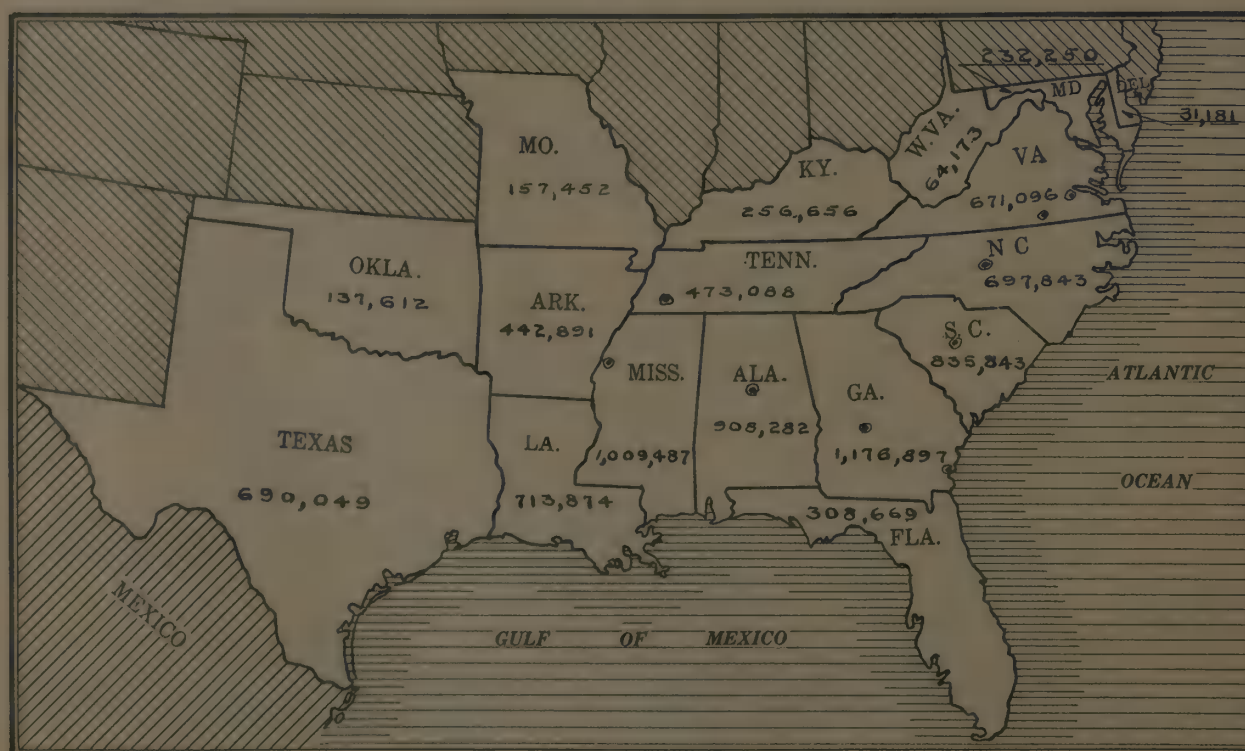 232,250
MD
DEL.
31,181
W.VA.
64,173
VA
671,096
MO.
157,452
KY.
256,656
N C
697,843
TENN.
473,088
OKLA.
137,612
ARK.
442,891
S.C.
835,843
MISS.
1,009,487
ALA.
908,282
GA.
1,176,897
ATLANTIC
OCEAN
TEXAS
690,049
LA.
713,874
308,669
FLA.
MEXICO
GULF OF MEXICO